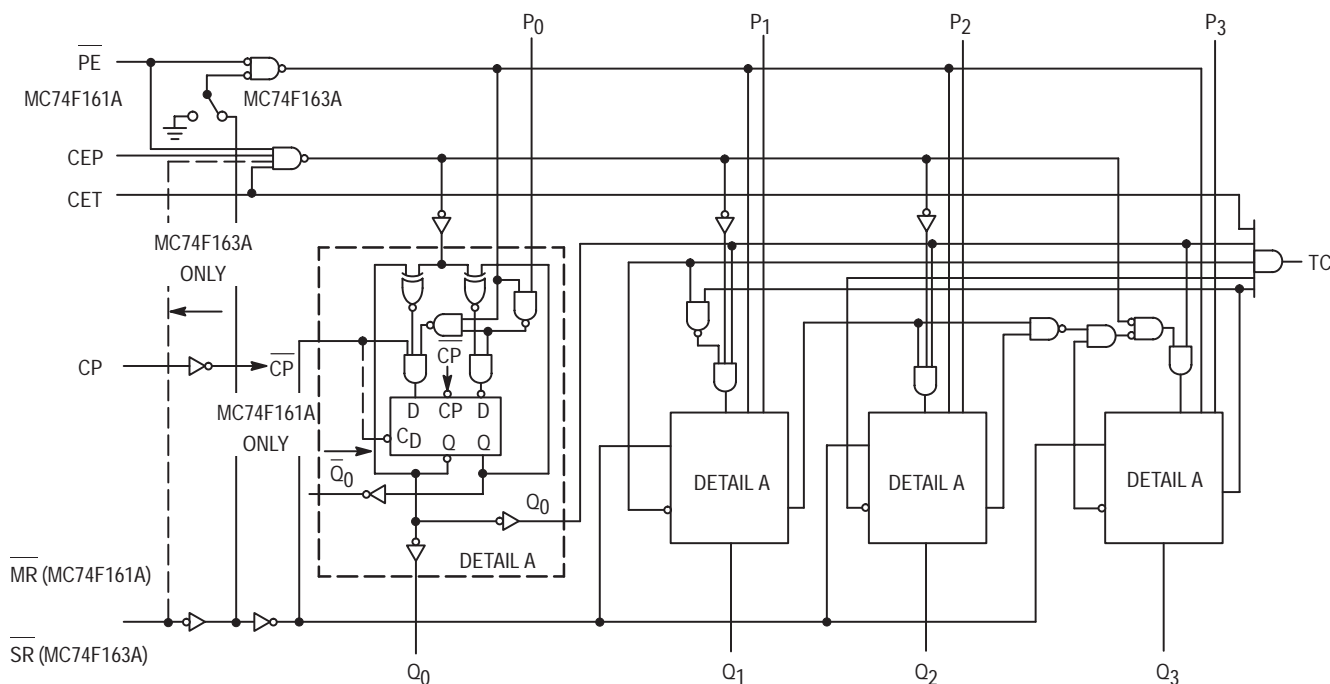 P0
P1
P2
P3
PE
MC74F161A
MC74F163A
CEP
CET
MC74F163A
ONLY
TC
CP
CP
CP
MC74F161A
ONLY
D CP D
CD Q Q
Q0
Q0
DETAIL A
DETAIL A
DETAIL A
DETAIL A
MR (MC74F161A)
SR (MC74F163A)
Q0
Q1
Q2
Q3